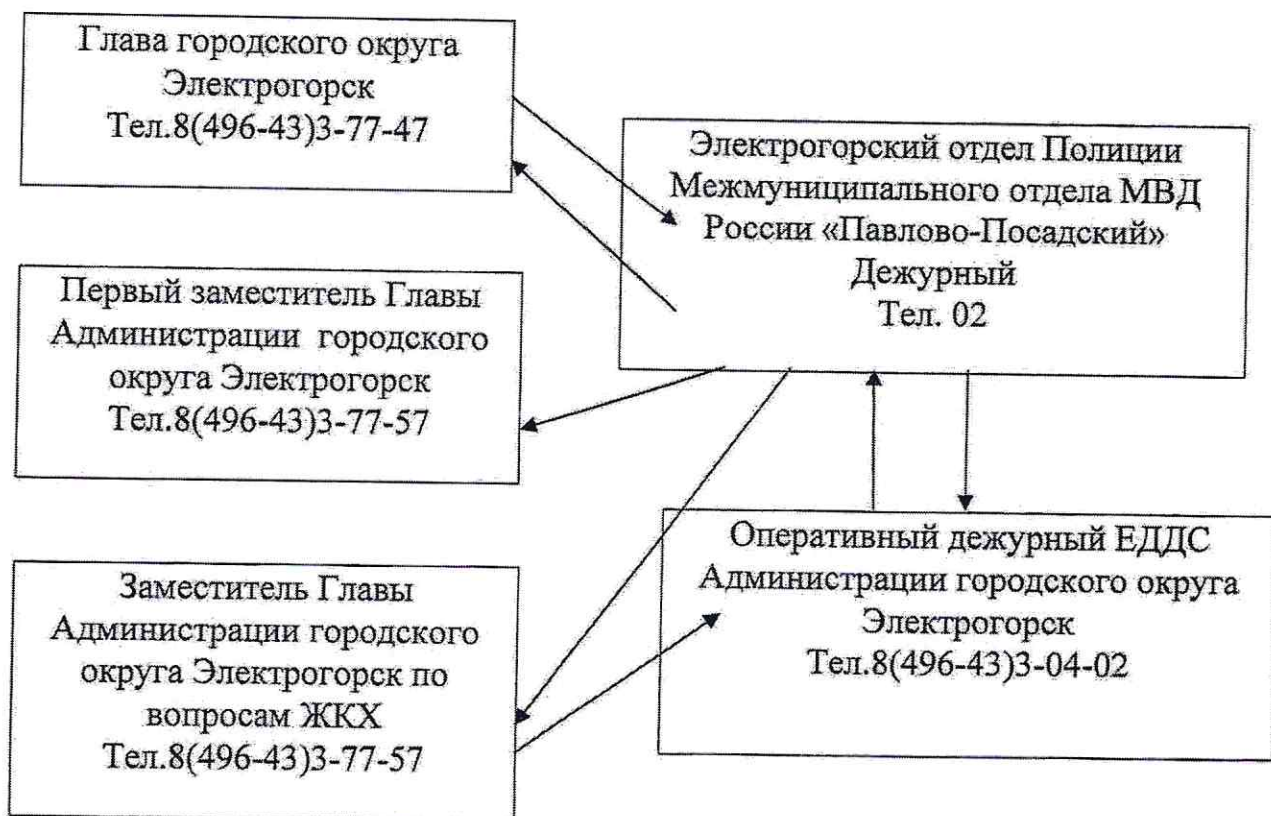 Глава городского округа
Электрогорск
Тел.8(496-43)3-77-47
Электрогорский отдел Полиции
Межмуниципального отдела МВД
России «Павлово-Посадский»
Дежурный
Тел. 02
Первый заместитель Главы
Администрации городского
округа Электрогорск
Тел.8(496-43)3-77-57
Оперативный дежурный ЕДДС
Администрации городского округа
Электрогорск
Тел.8(496-43)3-04-02
Заместитель Главы
Администрации городского
округа Электрогорск по
вопросам ЖКХ
Тел.8(496-43)3-77-57